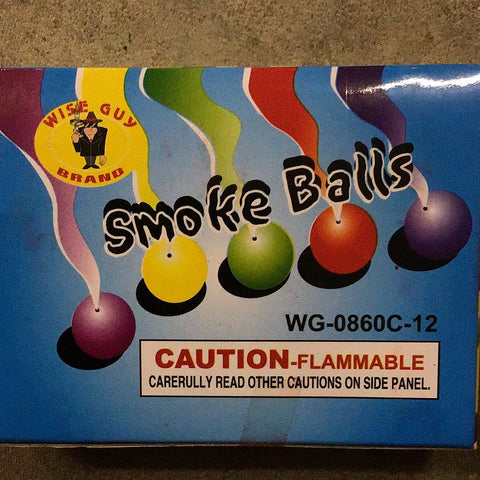 WISE GUY
BRAND
Smoke Balls
WG-0860C-12
CAUTION-FLAMMABLE
CARERULLY READ OTHER CAUTIONS ON SIDE PANEL.